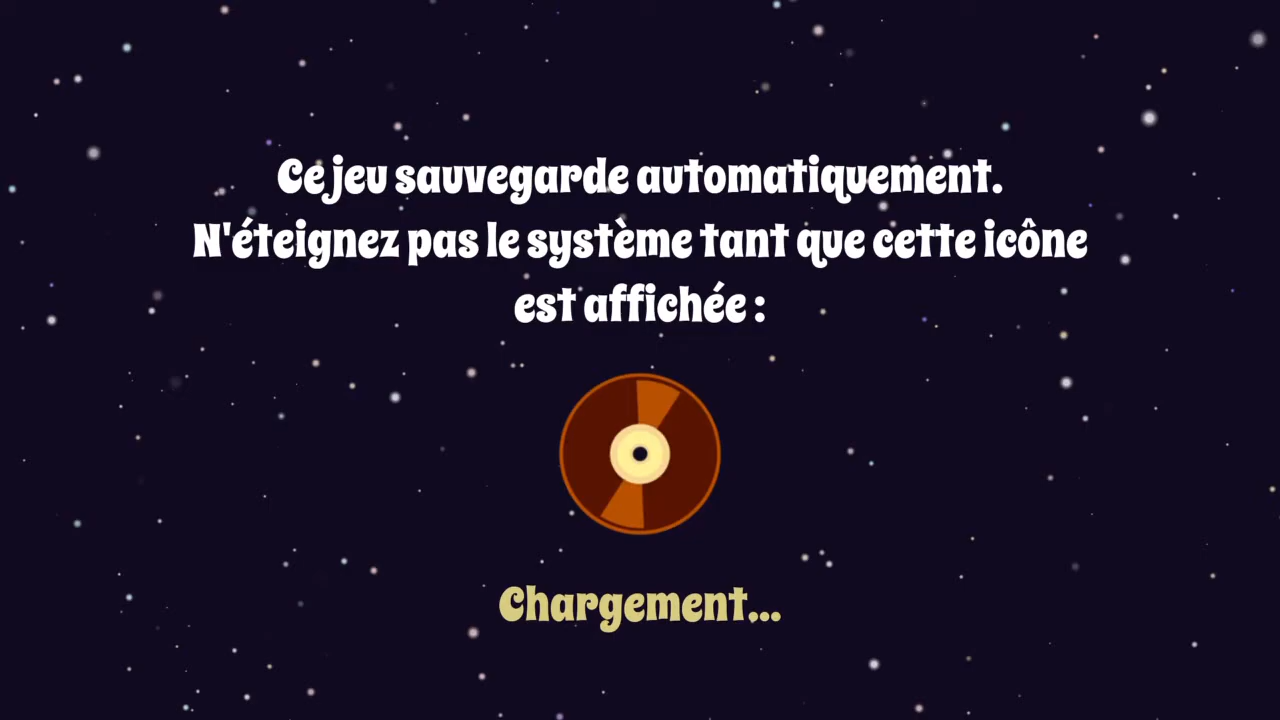 Ce jeu sauvegarde automatiquement.
N'éteignez pas le système tant que cette icône
est affichée :
Chargement...